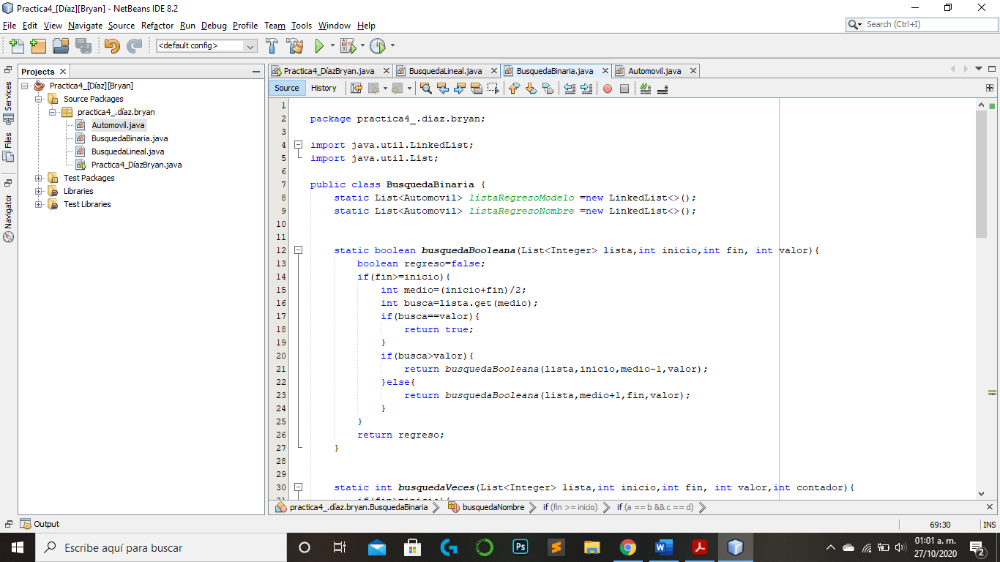 Practica4_[Díaz][Bryan] - NetBeans IDE 8.2
File Edit View Navigate Source Refactor Run Debug Profile Team Tools Window Help
Search (Ctrl+I)
<default config>
Services
Files
Navigator
Projects
Practica4_[Díaz][Bryan]
Source Packages
practica4_.díaz.bryan
Automovil.java
BusquedaBinaria.java
BusquedaLineal.java
Practica4_DíazBryan.java
Test Packages
Libraries
Test Libraries
Practica4_DíazBryan.java BusquedaLineal.java BusquedaBinaria.java Automovil.java
Source History
1
2 package practica4_.díaz.bryan;
3
4 import java.util.LinkedList;
5 import java.util.List;
6
7 public class BusquedaBinaria {
8 static List<Automovil> listaRegresoModelo =new LinkedList<>();
9 static List<Automovil> listaRegresoNombre =new LinkedList<>();
10
11
12 static boolean busquedaBooleana(List<Integer> lista,int inicio,int fin, int valor){
13 boolean regreso=false;
14 if(fin>=inicio){
15 int medio=(inicio+fin)/2;
16 int busca=lista.get(medio);
17 if(busca==valor){
18 return true;
19 }
20 if(busca>valor){
21 return busquedaBooleana(lista,inicio,medio-1,valor);
22 }else{
23 return busquedaBooleana(lista,medio+1,fin,valor);
24 }
25 }
26 return regreso;
27 }
28
29
30 static int busquedaVeces(List<Integer> lista,int inicio,int fin, int valor,int contador){
31 if(fin>=inicio){
practica4_.díaz.bryan.BusquedaBinaria busquedaNombre if (fin >= inicio) if (a == b && c == d)
Output
69:30 INS
Escribe aquí para buscar
Ps
01:01 a. m.
27/10/2020
2